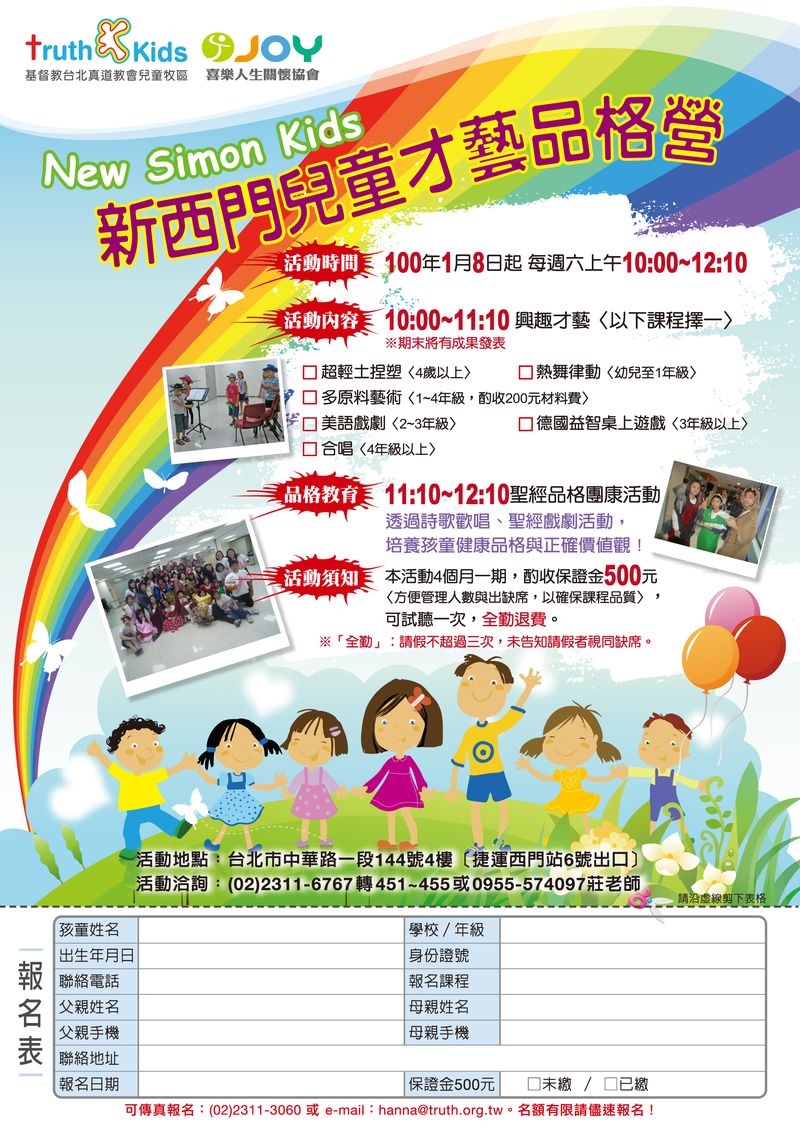 truth Kids
基督教台北真道教會兒童牧區
JOY
喜樂人生關懷協會
New Simon Kids
新西門兒童才藝品格營
活動時間 100年1月8日起 每週六上午10:00~12:10
活動內容 10:00~11:10 興趣才藝〈以下課程擇一〉
※期末將有成果發表
□ 超輕土捏塑〈4歲以上〉 □ 熱舞律動〈幼兒至1年級〉
□ 多原料藝術〈1~4年級，酌收200元材料費〉
□ 美語戲劇〈2~3年級〉 □ 德國益智桌上遊戲〈3年級以上〉
□ 合唱〈4年級以上〉
品格教育 11:10~12:10聖經品格團康活動
透過詩歌歡唱、聖經戲劇活動，
培養孩童健康品格與正確價值觀！
活動須知 本活動4個月一期，酌收保證金500元
〈方便管理人數與出缺席，以確保課程品質〉，
可試聽一次，全勤退費。
※「全勤」：請假不超過三次，未告知請假者視同缺席。
活動地點：台北市中華路一段144號4樓〔捷運西門站6號出口〕
活動洽詢：(02)2311-6767轉451~455或0955-574097莊老師
請沿虛線剪下表格
報名表
孩童姓名 學校／年級
出生年月日 身份證號
聯絡電話 報名課程
父親姓名 母親姓名
父親手機 母親手機
聯絡地址
報名日期 保證金500元 □未繳 ／ □已繳
可傳真報名：(02)2311-3060 或 e-mail：hanna@truth.org.tw。名額有限請儘速報名！